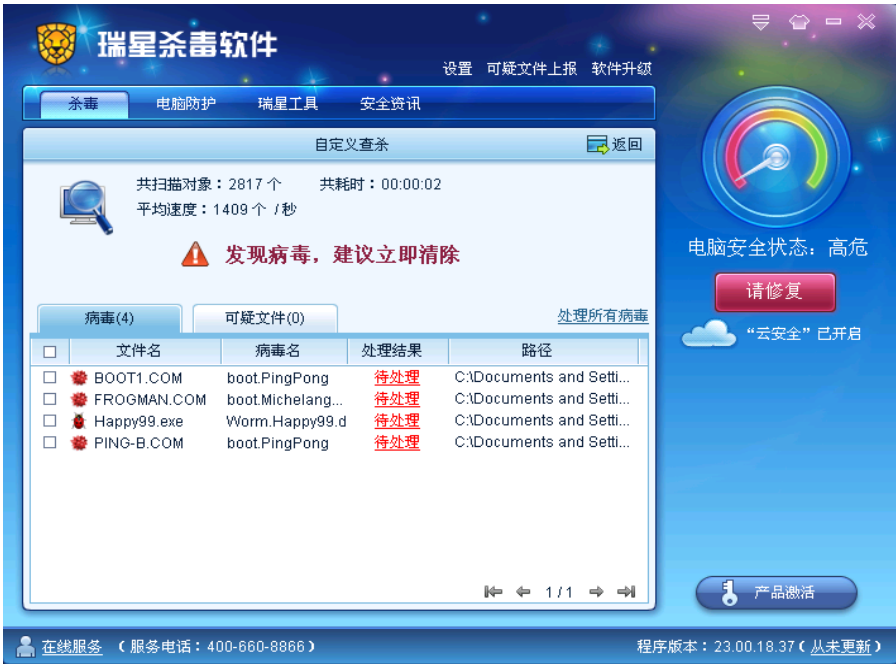 瑞星杀毒软件
设置 可疑文件上报 软件升级
杀毒 电脑防护 瑞星工具 安全资讯
自定义查杀 返回
共扫描对象：2817 个 共耗时：00:00:02
平均速度：1409 个 /秒
发现病毒，建议立即清除
病毒(4) 可疑文件(0) 处理所有病毒
文件名 病毒名 处理结果 路径
BOOT1.COM boot.PingPong 待处理 C:\Documents and Setti...
FROGMAN.COM boot.Michelang... 待处理 C:\Documents and Setti...
Happy99.exe Worm.Happy99.d 待处理 C:\Documents and Setti...
PING-B.COM boot.PingPong 待处理 C:\Documents and Setti...
1/1
电脑安全状态：高危
请修复
“云安全”已开启
产品激活
在线服务 （服务电话：400-660-8866） 程序版本：23.00.18.37（从未更新）